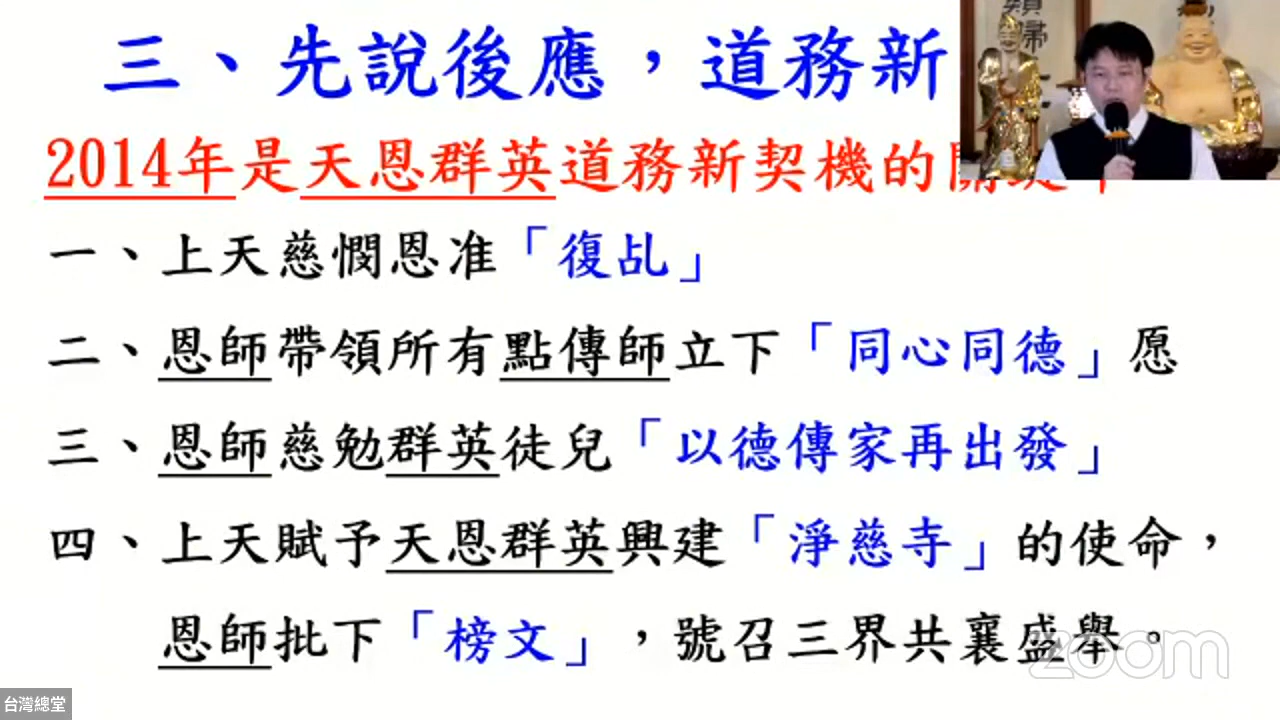 三、先說後應，道務新
2014年是天恩群英道務新契機的
一、上天慈憫恩准「復乩」
二、恩師帶領所有點傳師立下「同心同德」愿
三、恩師慈勉群英徒兒「以德傳家再出發」
四、上天賦予天恩群英興建「淨慈寺」的使命，
恩師批下「榜文」，號召三界共襄盛舉。
zoom
台灣總堂